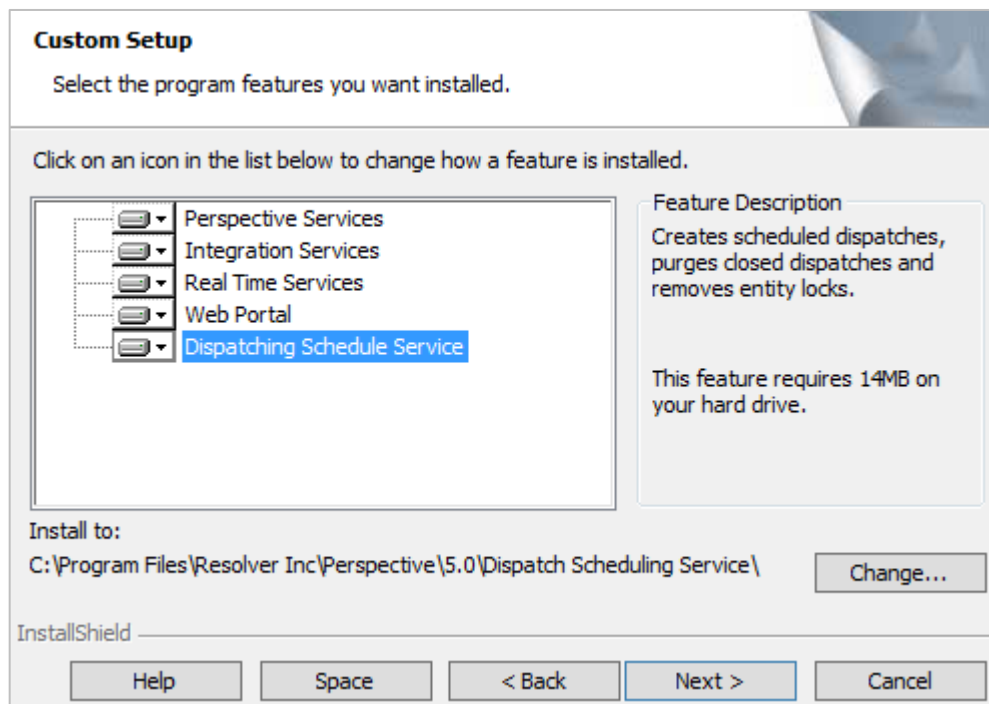 Custom Setup
Select the program features you want installed.
Click on an icon in the list below to change how a feature is installed.
Perspective Services
Integration Services
Real Time Services
Web Portal
Dispatching Schedule Service
Feature Description
Creates scheduled dispatches,
purges closed dispatches and
removes entity locks.
This feature requires 14MB on
your hard drive.
Install to:
C:\Program Files\Resolver Inc\Perspective\5.0\Dispatch Scheduling Service\
Change...
InstallShield
Help
Space
< Back
Next >
Cancel